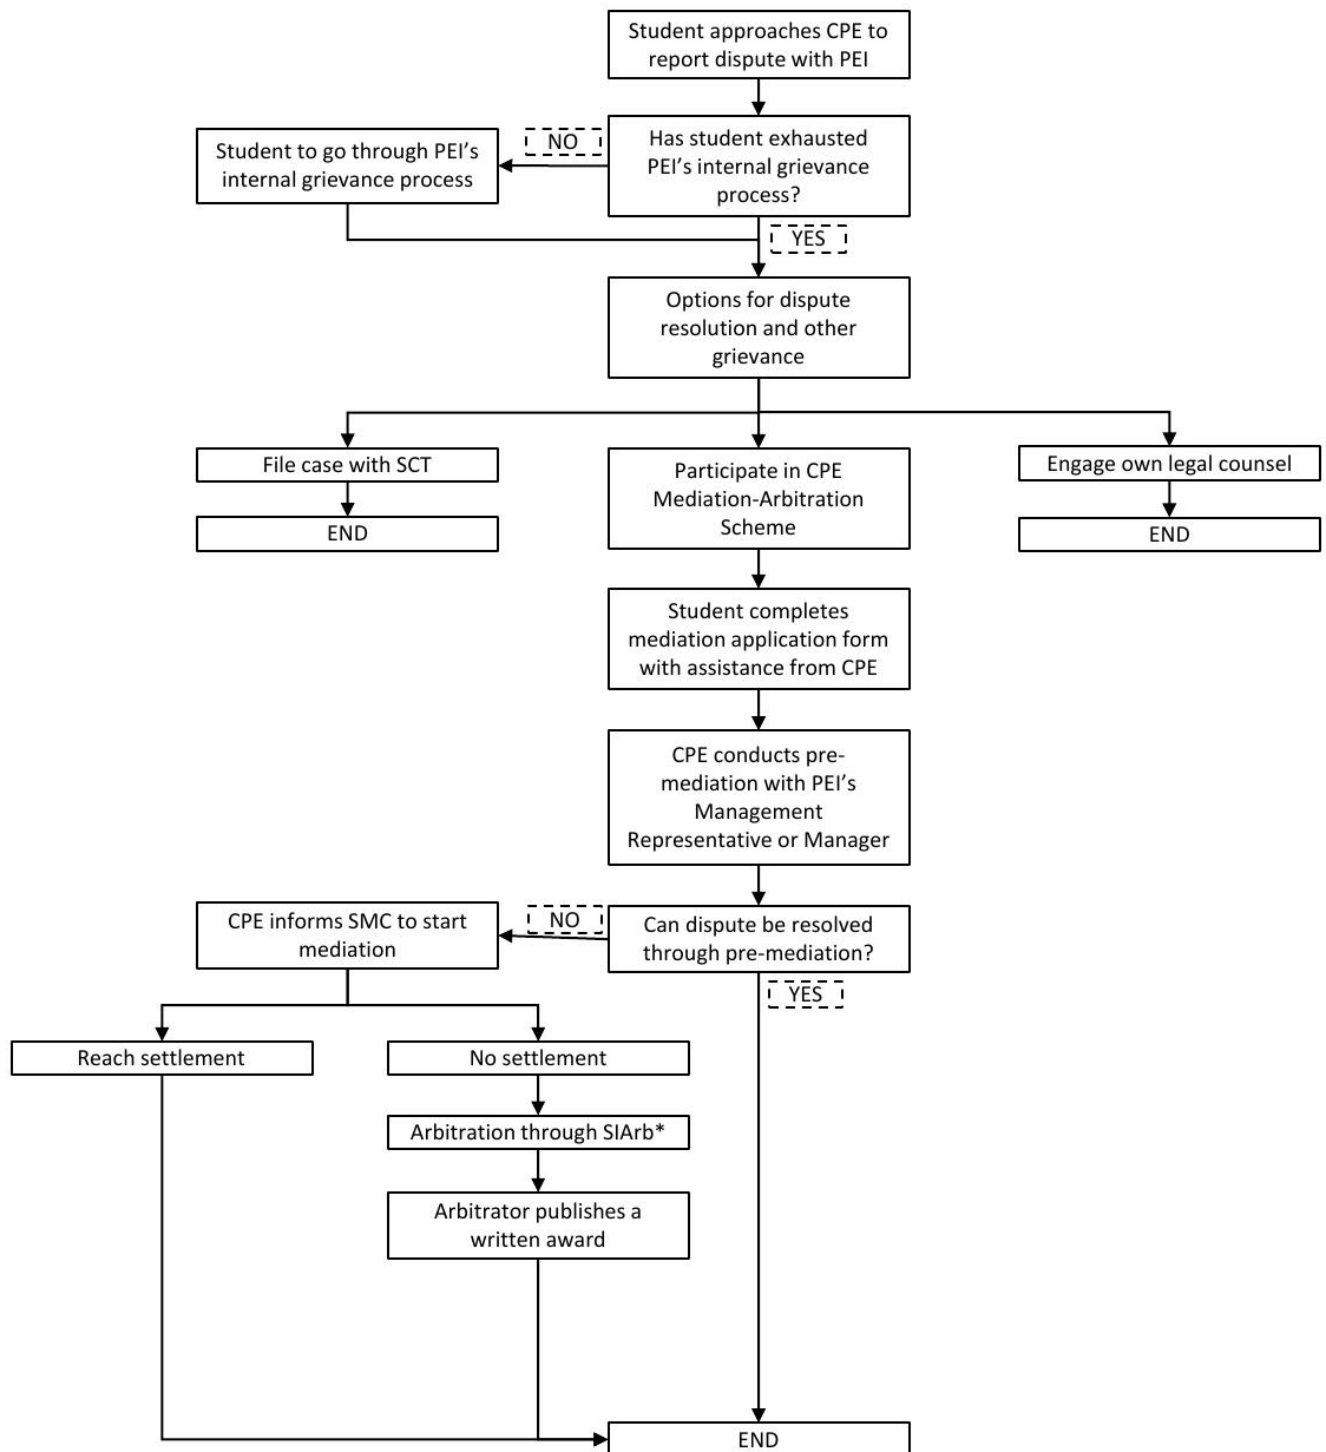 Student approaches CPE to
report dispute with PEI
Has student exhausted
PEI's internal grievance
process?
NO
Student to go through PEI's
internal grievance process
YES
Options for dispute
resolution and other
grievance
File case with SCT
END
Participate in CPE
Mediation-Arbitration
Scheme
Engage own legal counsel
END
Student completes
mediation application form
with assistance from CPE
CPE conducts pre-
mediation with PEI's
Management
Representative or Manager
Can dispute be resolved
through pre-mediation?
NO
CPE informs SMC to start
mediation
YES
Reach settlement
No settlement
Arbitration through SIArb*
Arbitrator publishes a
written award
END